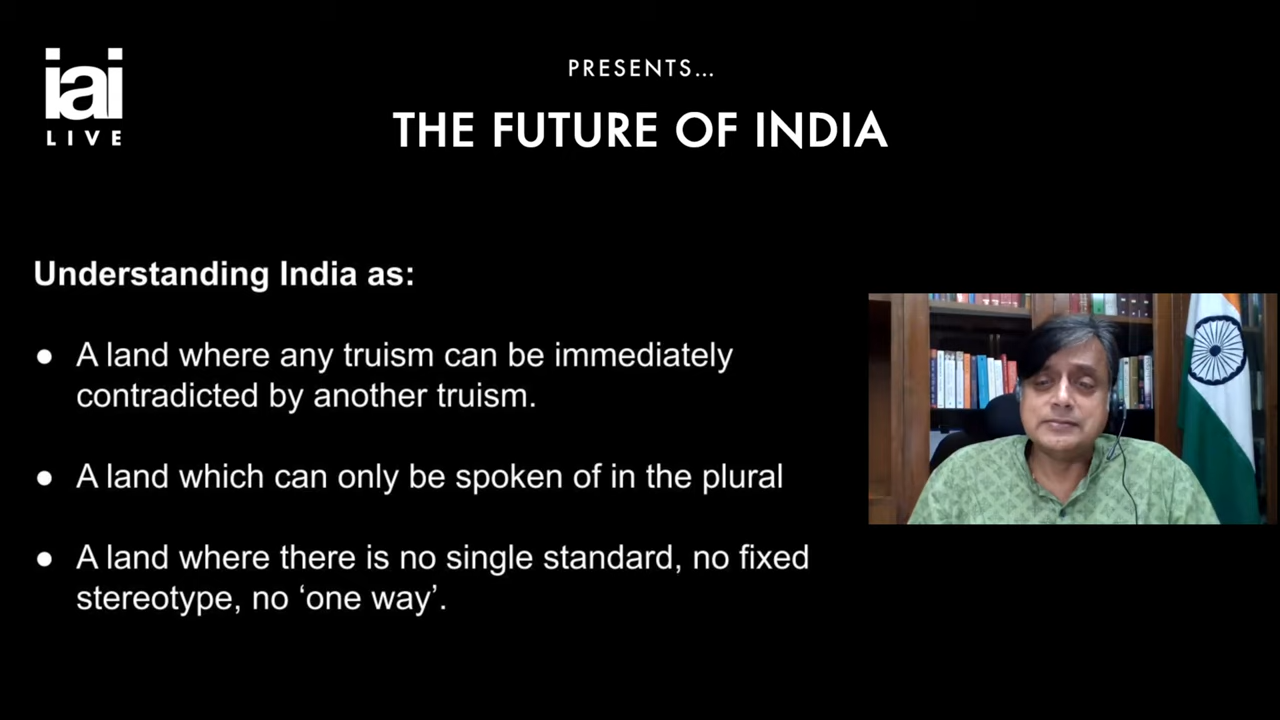 iai
LIVE
PRESENTS...
THE FUTURE OF INDIA
Understanding India as:
● A land where any truism can be immediately
contradicted by another truism.
● A land which can only be spoken of in the plural
● A land where there is no single standard, no fixed
stereotype, no ‘one way’.